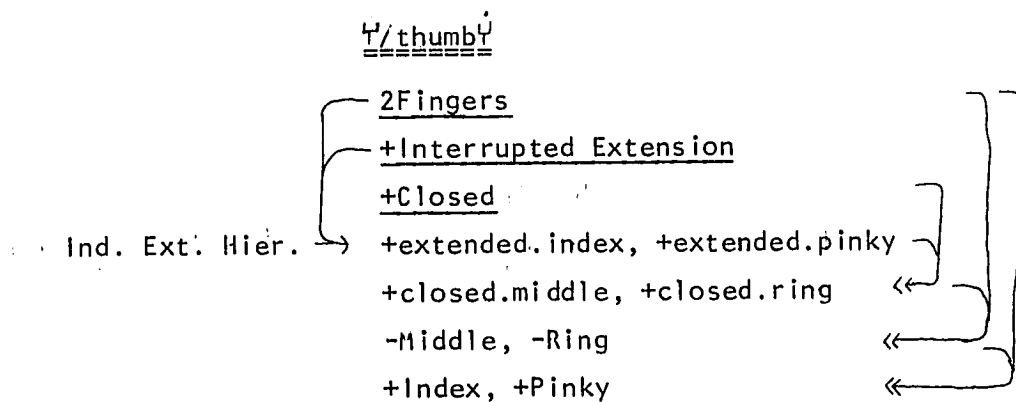 Ɏ/thumbẎ
2Fingers
+Interrupted Extension
+Closed
Ind. Ext. Hier. → +extended.index, +extended.pinky
+closed.middle, +closed.ring
-Middle, -Ring
+Index, +Pinky